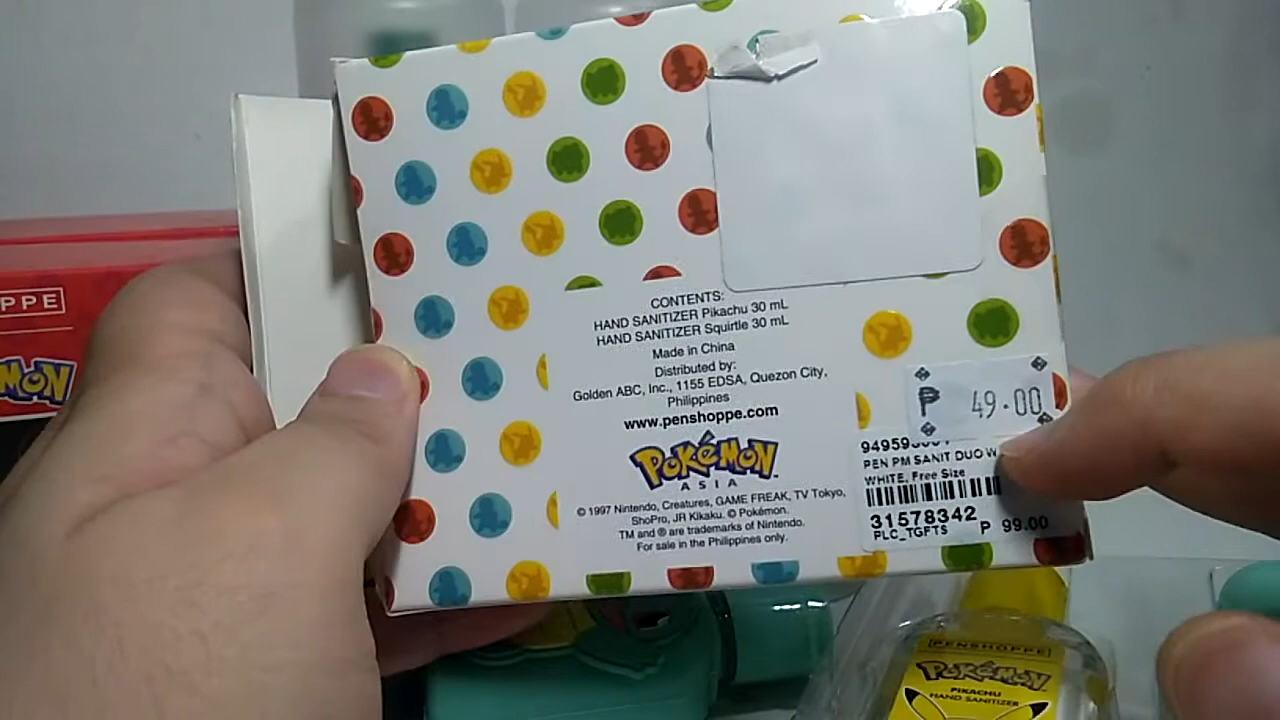 PPE
MON
CONTENTS:
HAND SANITIZER Pikachu 30 mL
HAND SANITIZER Squirtle 30 mL
Made in China
Distributed by:
Golden ABC, Inc., 1155 EDSA, Quezon City,
Philippines
www.penshoppe.com
POKéMON
ASIA
© 1997 Nintendo, Creatures, GAME FREAK, TV Tokyo,
ShoPro, JR Kikaku. © Pokémon.
TM and ® are trademarks of Nintendo.
For sale in the Philippines only.
₱ 49.00
PEN PM SANIT DUO W
WHITE, Free Size
31578342
PLC_TGFTS P 99.00
PENSHOPPE
POKéMON
PIKACHU
HAND SANITIZER